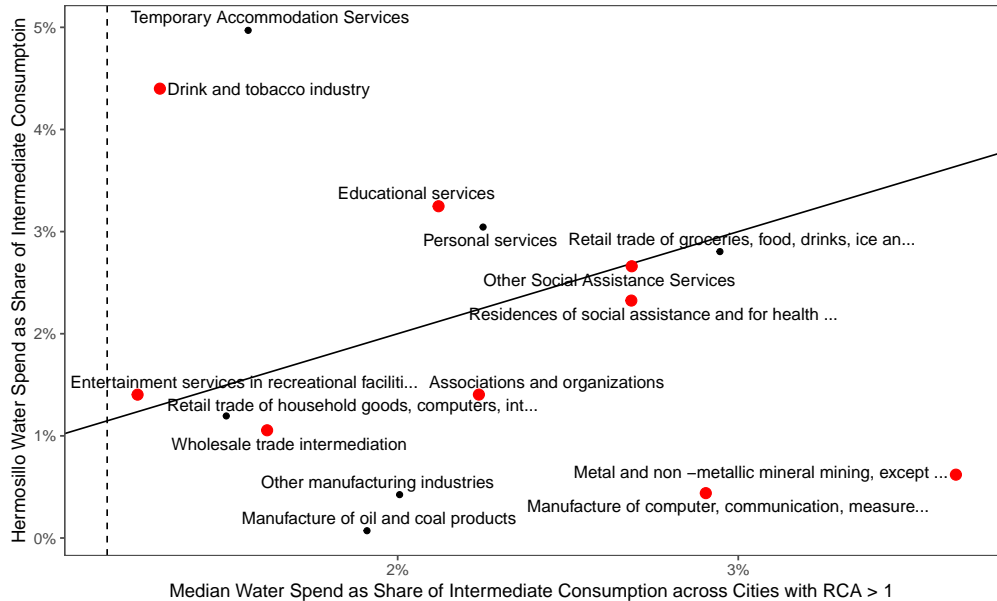 Temporary Accommodation Services
5%
Drink and tobacco industry
4%
Educational services
3%
Personal services
Retail trade of groceries, food, drinks, ice an...
Other Social Assistance Services
Residences of social assistance and for health ...
2%
Entertainment services in recreational faciliti...
Associations and organizations
Retail trade of household goods, computers, int...
1%
Wholesale trade intermediation
Metal and non −metallic mineral mining, except ...
Other manufacturing industries
Manufacture of computer, communication, measure...
Manufacture of oil and coal products
0%
2%
3%
Median Water Spend as Share of Intermediate Consumption across Cities with RCA > 1
Hermosillo Water Spend as Share of Intermediate Consumptoin